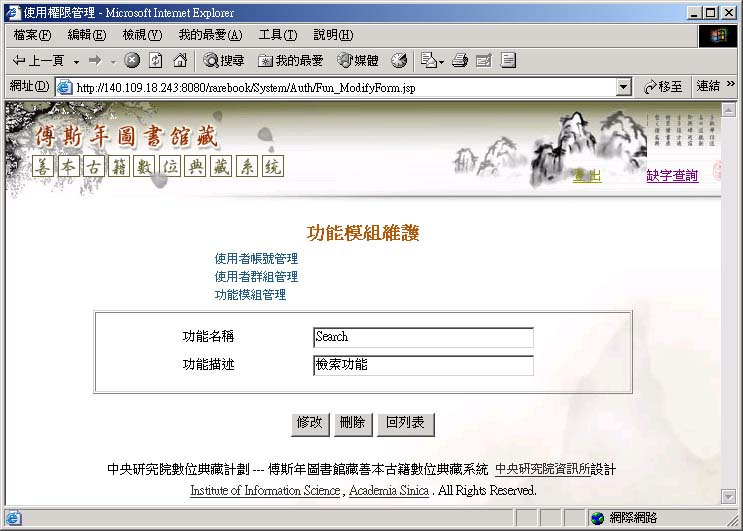 使用權限管理 - Microsoft Internet Explorer
檔案(F) 編輯(E) 檢視(V) 我的最愛(A) 工具(T) 說明(H)
上一頁 搜尋 我的最愛 媒體
網址(D) http://140.109.18.243:8080/rarebook/System/Auth/Fun_ModifyForm.jsp 移至 連結 »
傅斯年圖書館藏
善本古籍數位典藏系統
登出 缺字查詢
功能模組維護
使用者帳號管理
使用者群組管理
功能模組管理
功能名稱 Search
功能描述 檢索功能
修改 刪除 回列表
中央研究院數位典藏計劃 --- 傅斯年圖書館藏善本古籍數位典藏系統 中央研究院資訊所設計
Institute of Information Science , Academia Sinica . All Rights Reserved.
網際網路